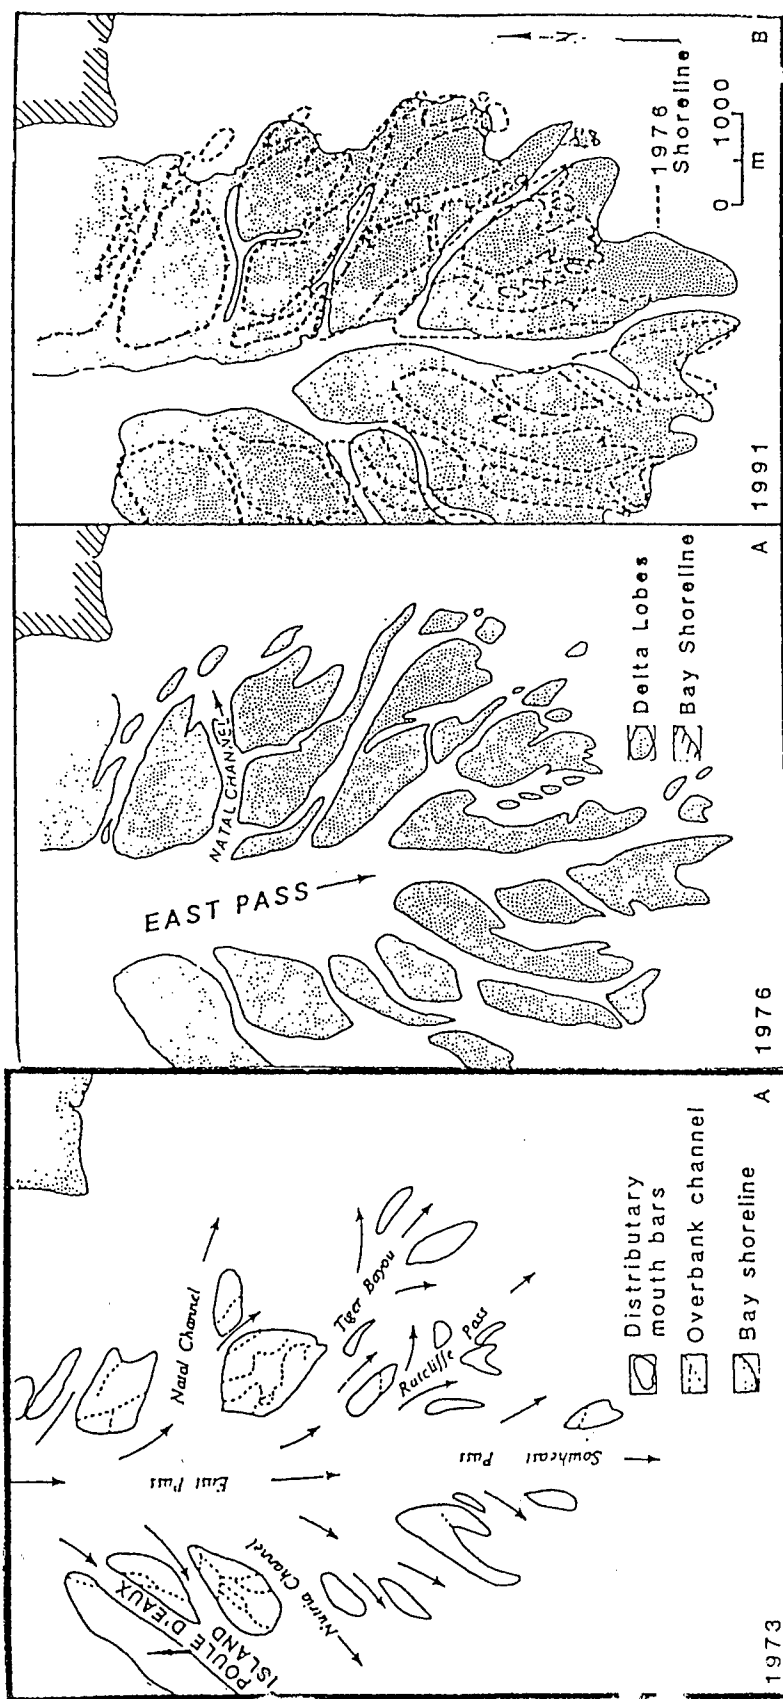 POULE D'EAUX
ISLAND
East Pass
Natal Channel
Nutria Channel
Tiger Bayou
Ratcliffe Pass
Southeast Pass
Distributary
mouth bars
Overbank channel
Bay shoreline
1973
A
EAST PASS
NATAL CHANNEL
Delta Lobes
Bay Shoreline
1976
A
N
1976
Shoreline
0 1000
m
1991
B